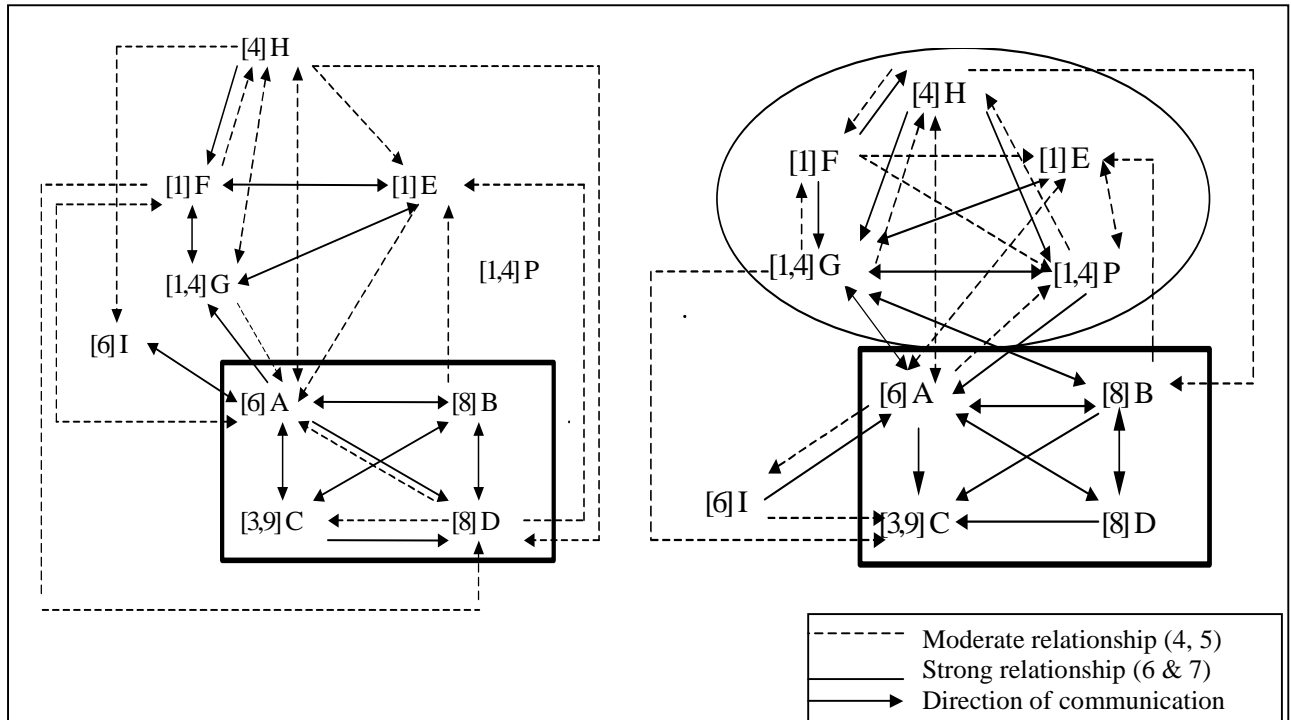 [4] H
[1] F
[1] E
[1,4] G
[1,4] P
[6] I
[6] A
[8] B
[3,9] C
[8] D
[4] H
[1] F
[1] E
[1,4] G
[1,4] P
[6] A
[8] B
[6] I
[3,9] C
[8] D
Moderate relationship (4, 5)
Strong relationship (6 & 7)
Direction of communication